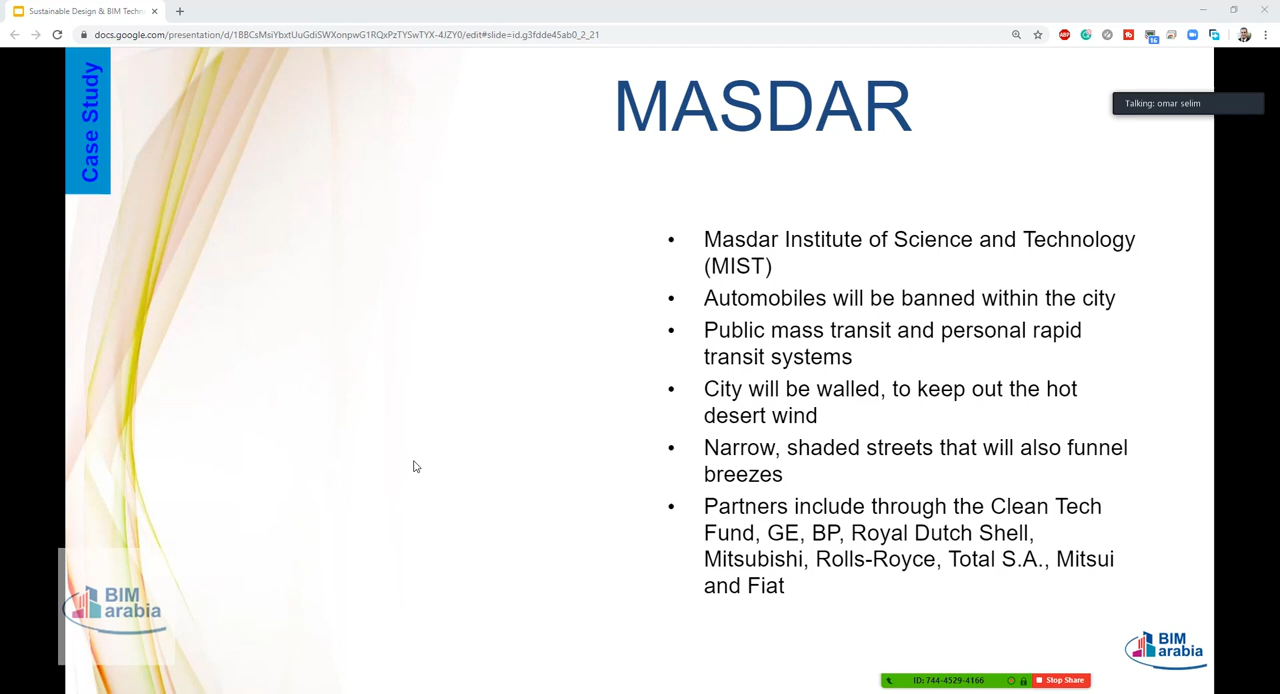 Sustainable Design & BIM Techn
docs.google.com/presentation/d/1BBCsMsiYbxtUuGdiSWXonpwG1RQxPzTYSwTYX-4JZY0/edit#slide=id.g3fdde45ab0_2_21
ABP
16
Case Study
MASDAR
Talking: omar selim
• Masdar Institute of Science and Technology
(MIST)
• Automobiles will be banned within the city
• Public mass transit and personal rapid
transit systems
• City will be walled, to keep out the hot
desert wind
• Narrow, shaded streets that will also funnel
breezes
• Partners include through the Clean Tech
Fund, GE, BP, Royal Dutch Shell,
Mitsubishi, Rolls-Royce, Total S.A., Mitsui
and Fiat
BIM
arabia
BIM
arabia
ID: 744-4529-4166
Stop Share